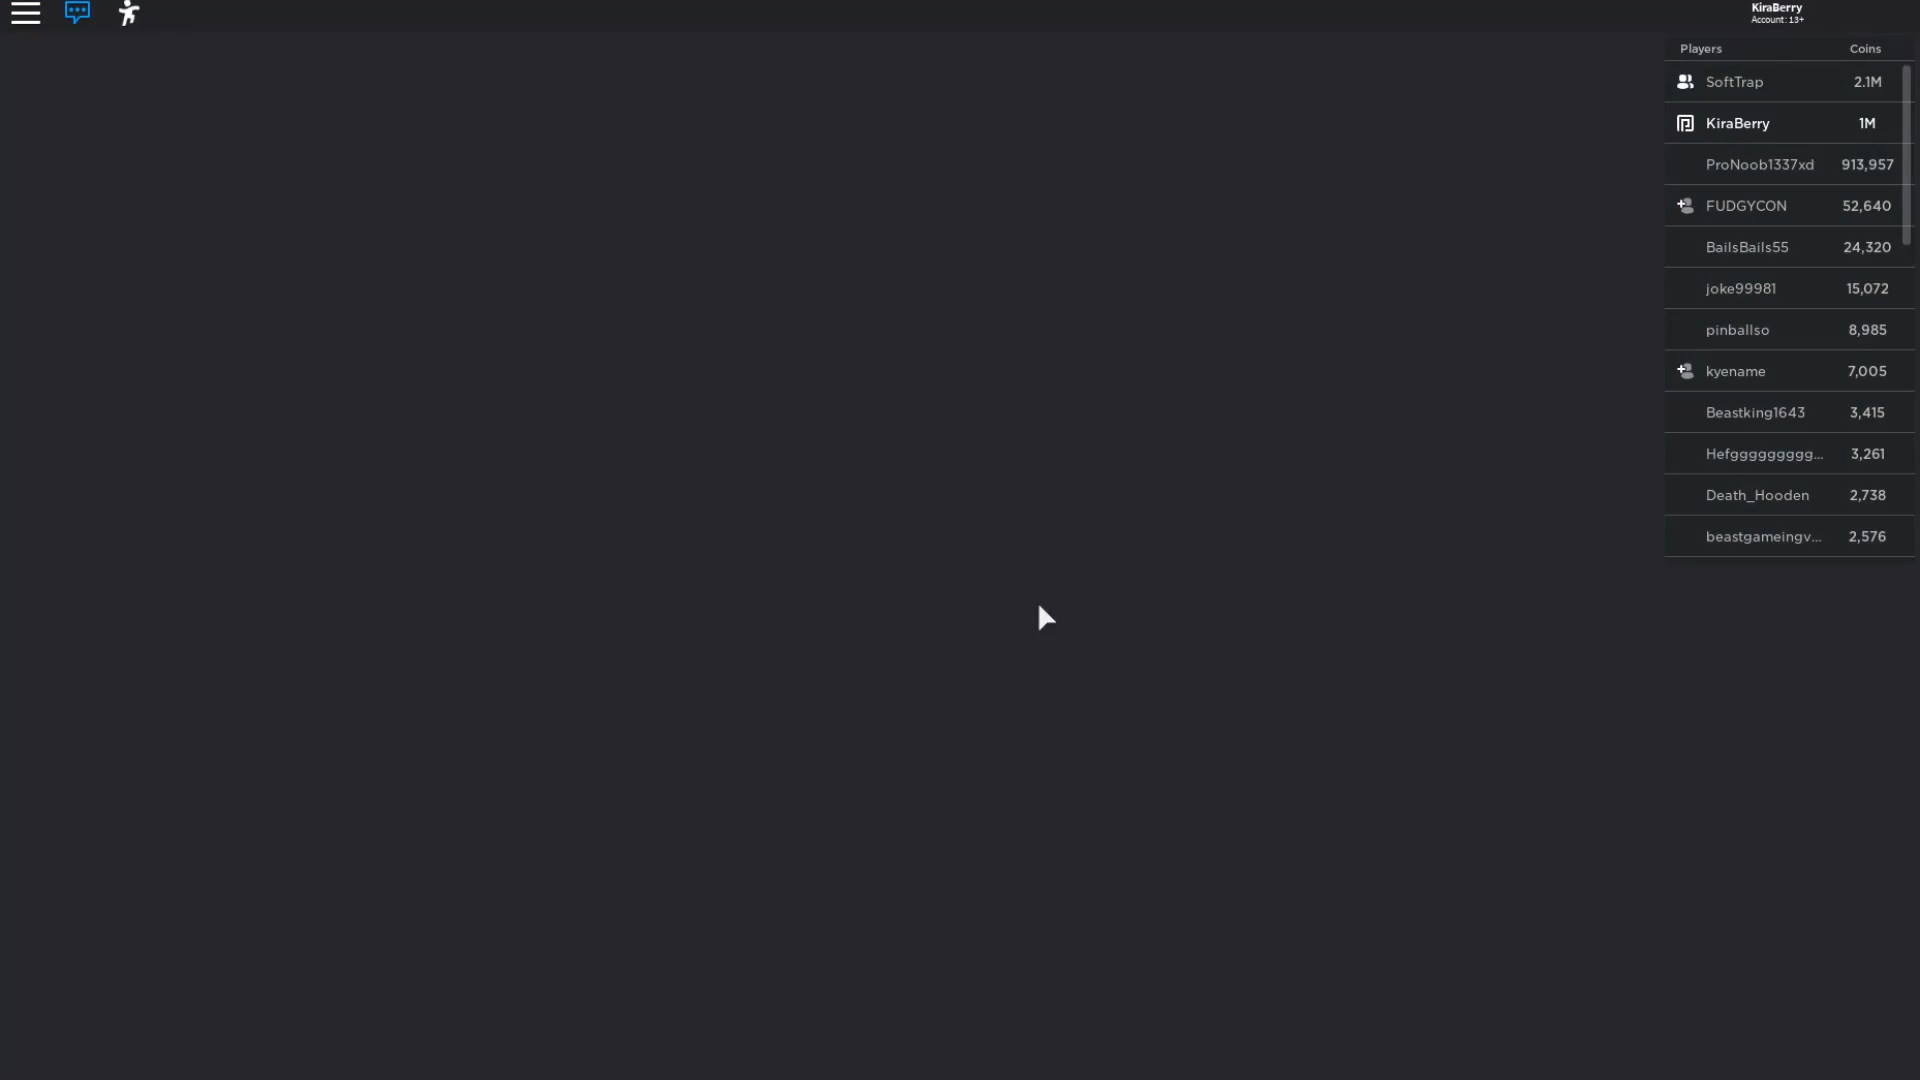 KiraBerry
Account: 13+
Players Coins
SoftTrap 2.1M
KiraBerry 1M
ProNoob1337xd 913,957
FUDGYCON 52,640
BailsBails55 24,320
joke99981 15,072
pinballso 8,985
kyename 7,005
Beastking1643 3,415
Hefggggggggg... 3,261
Death_Hooden 2,738
beastgameingv... 2,576